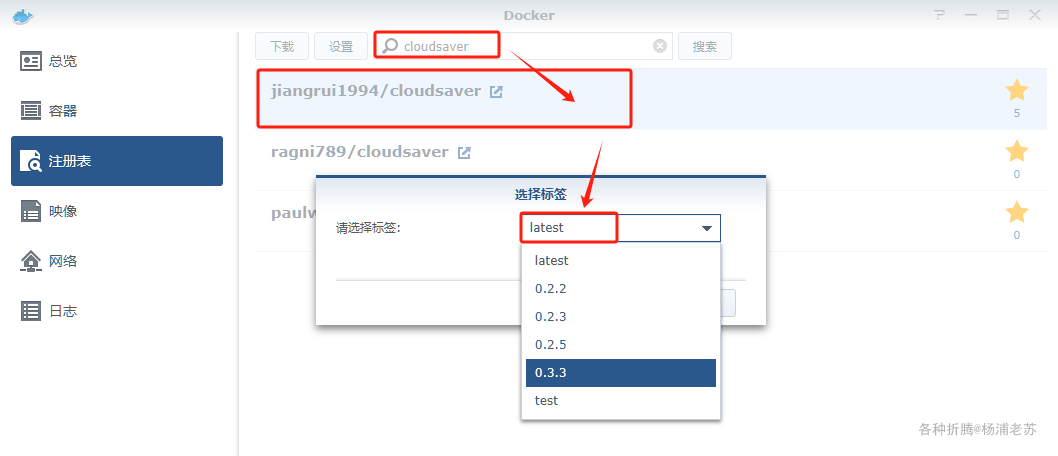 Docker
总览
容器
注册表
映像
网络
日志
下载 设置 cloudsaver 搜索
jiangrui1994/cloudsaver 5
ragni789/cloudsaver 0
0
选择标签
请选择标签: latest
latest
0.2.2
0.2.3
0.2.5
0.3.3
test
各种折腾@杨浦老苏